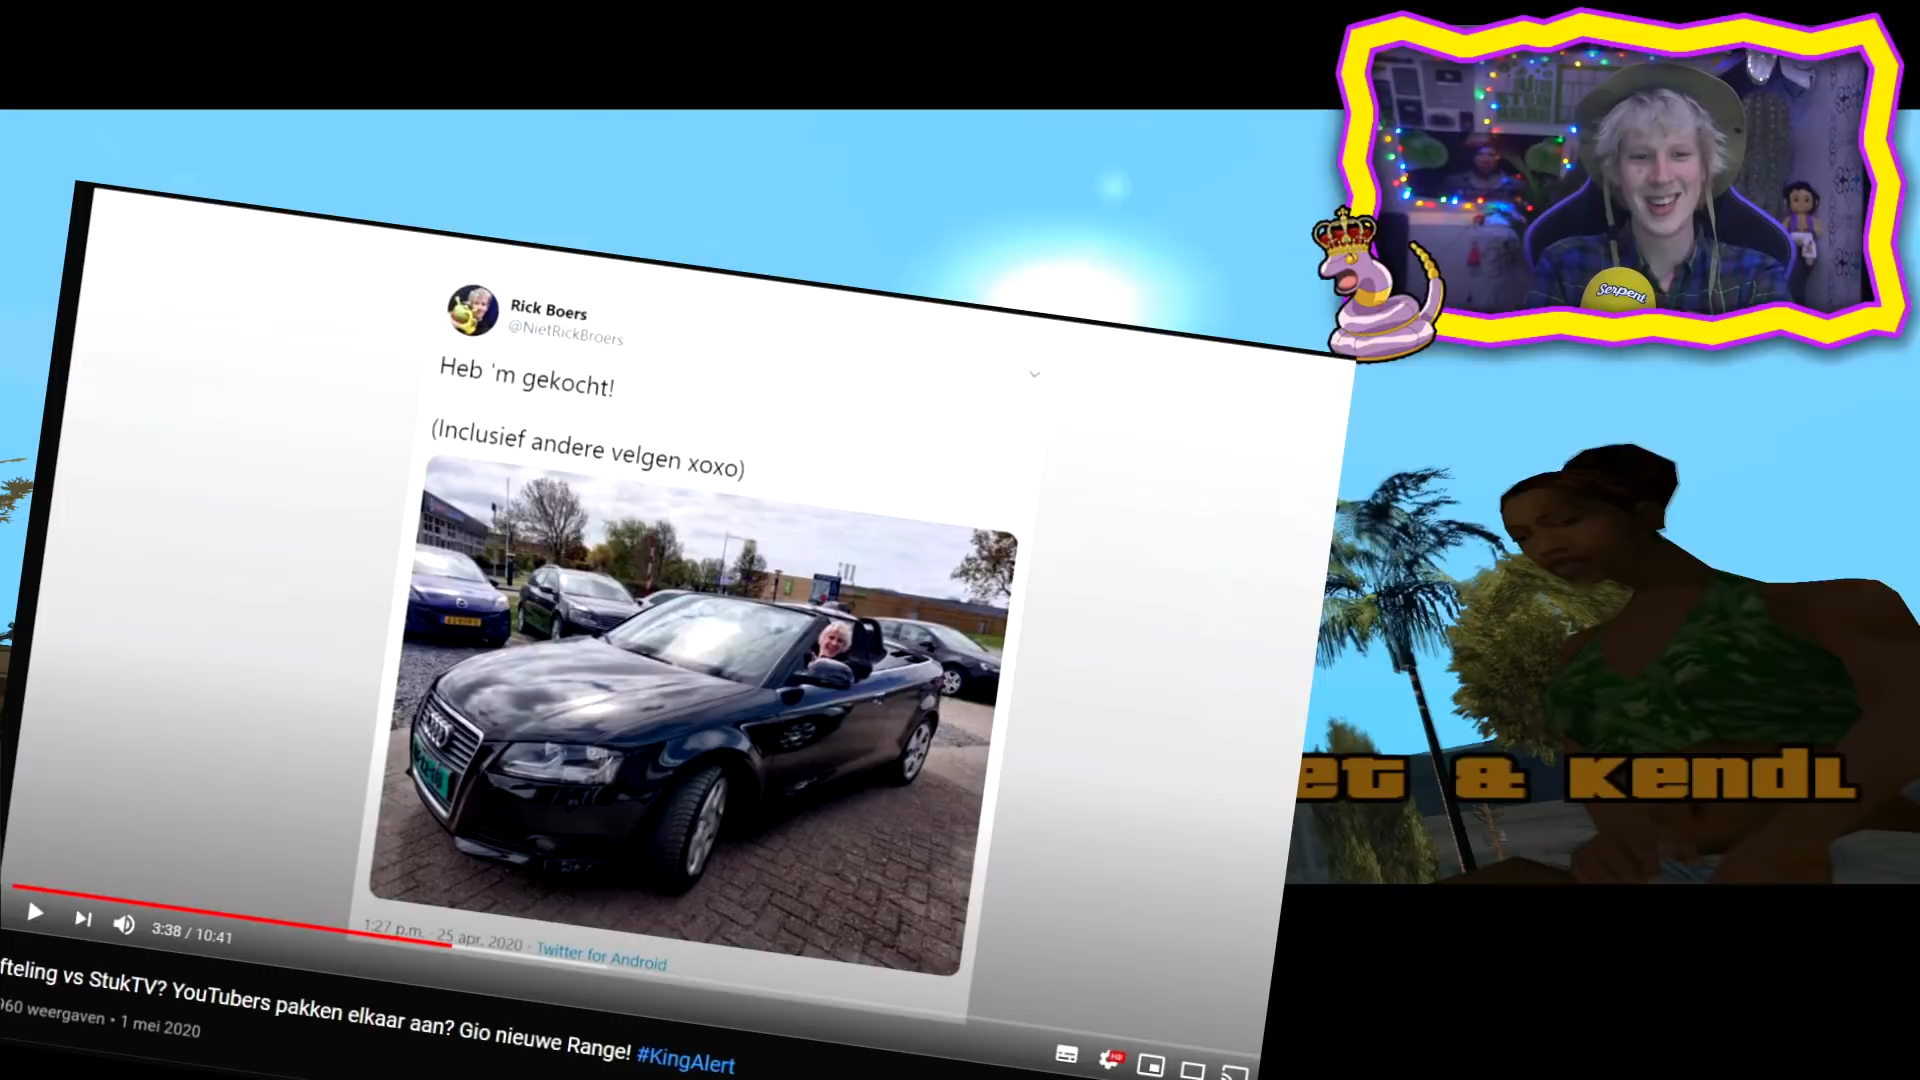 Serpent
Rick Boers
@NietRickBroers
Heb 'm gekocht!
(Inclusief andere velgen xoxo)
1:27 p.m. · 25 apr. 2020 · Twitter for Android
3:38 / 10:41
fteling vs StukTV? YouTubers pakken elkaar aan? Gio nieuwe Range! #KingAlert
960 weergaven • 1 mei 2020
et & Kendl